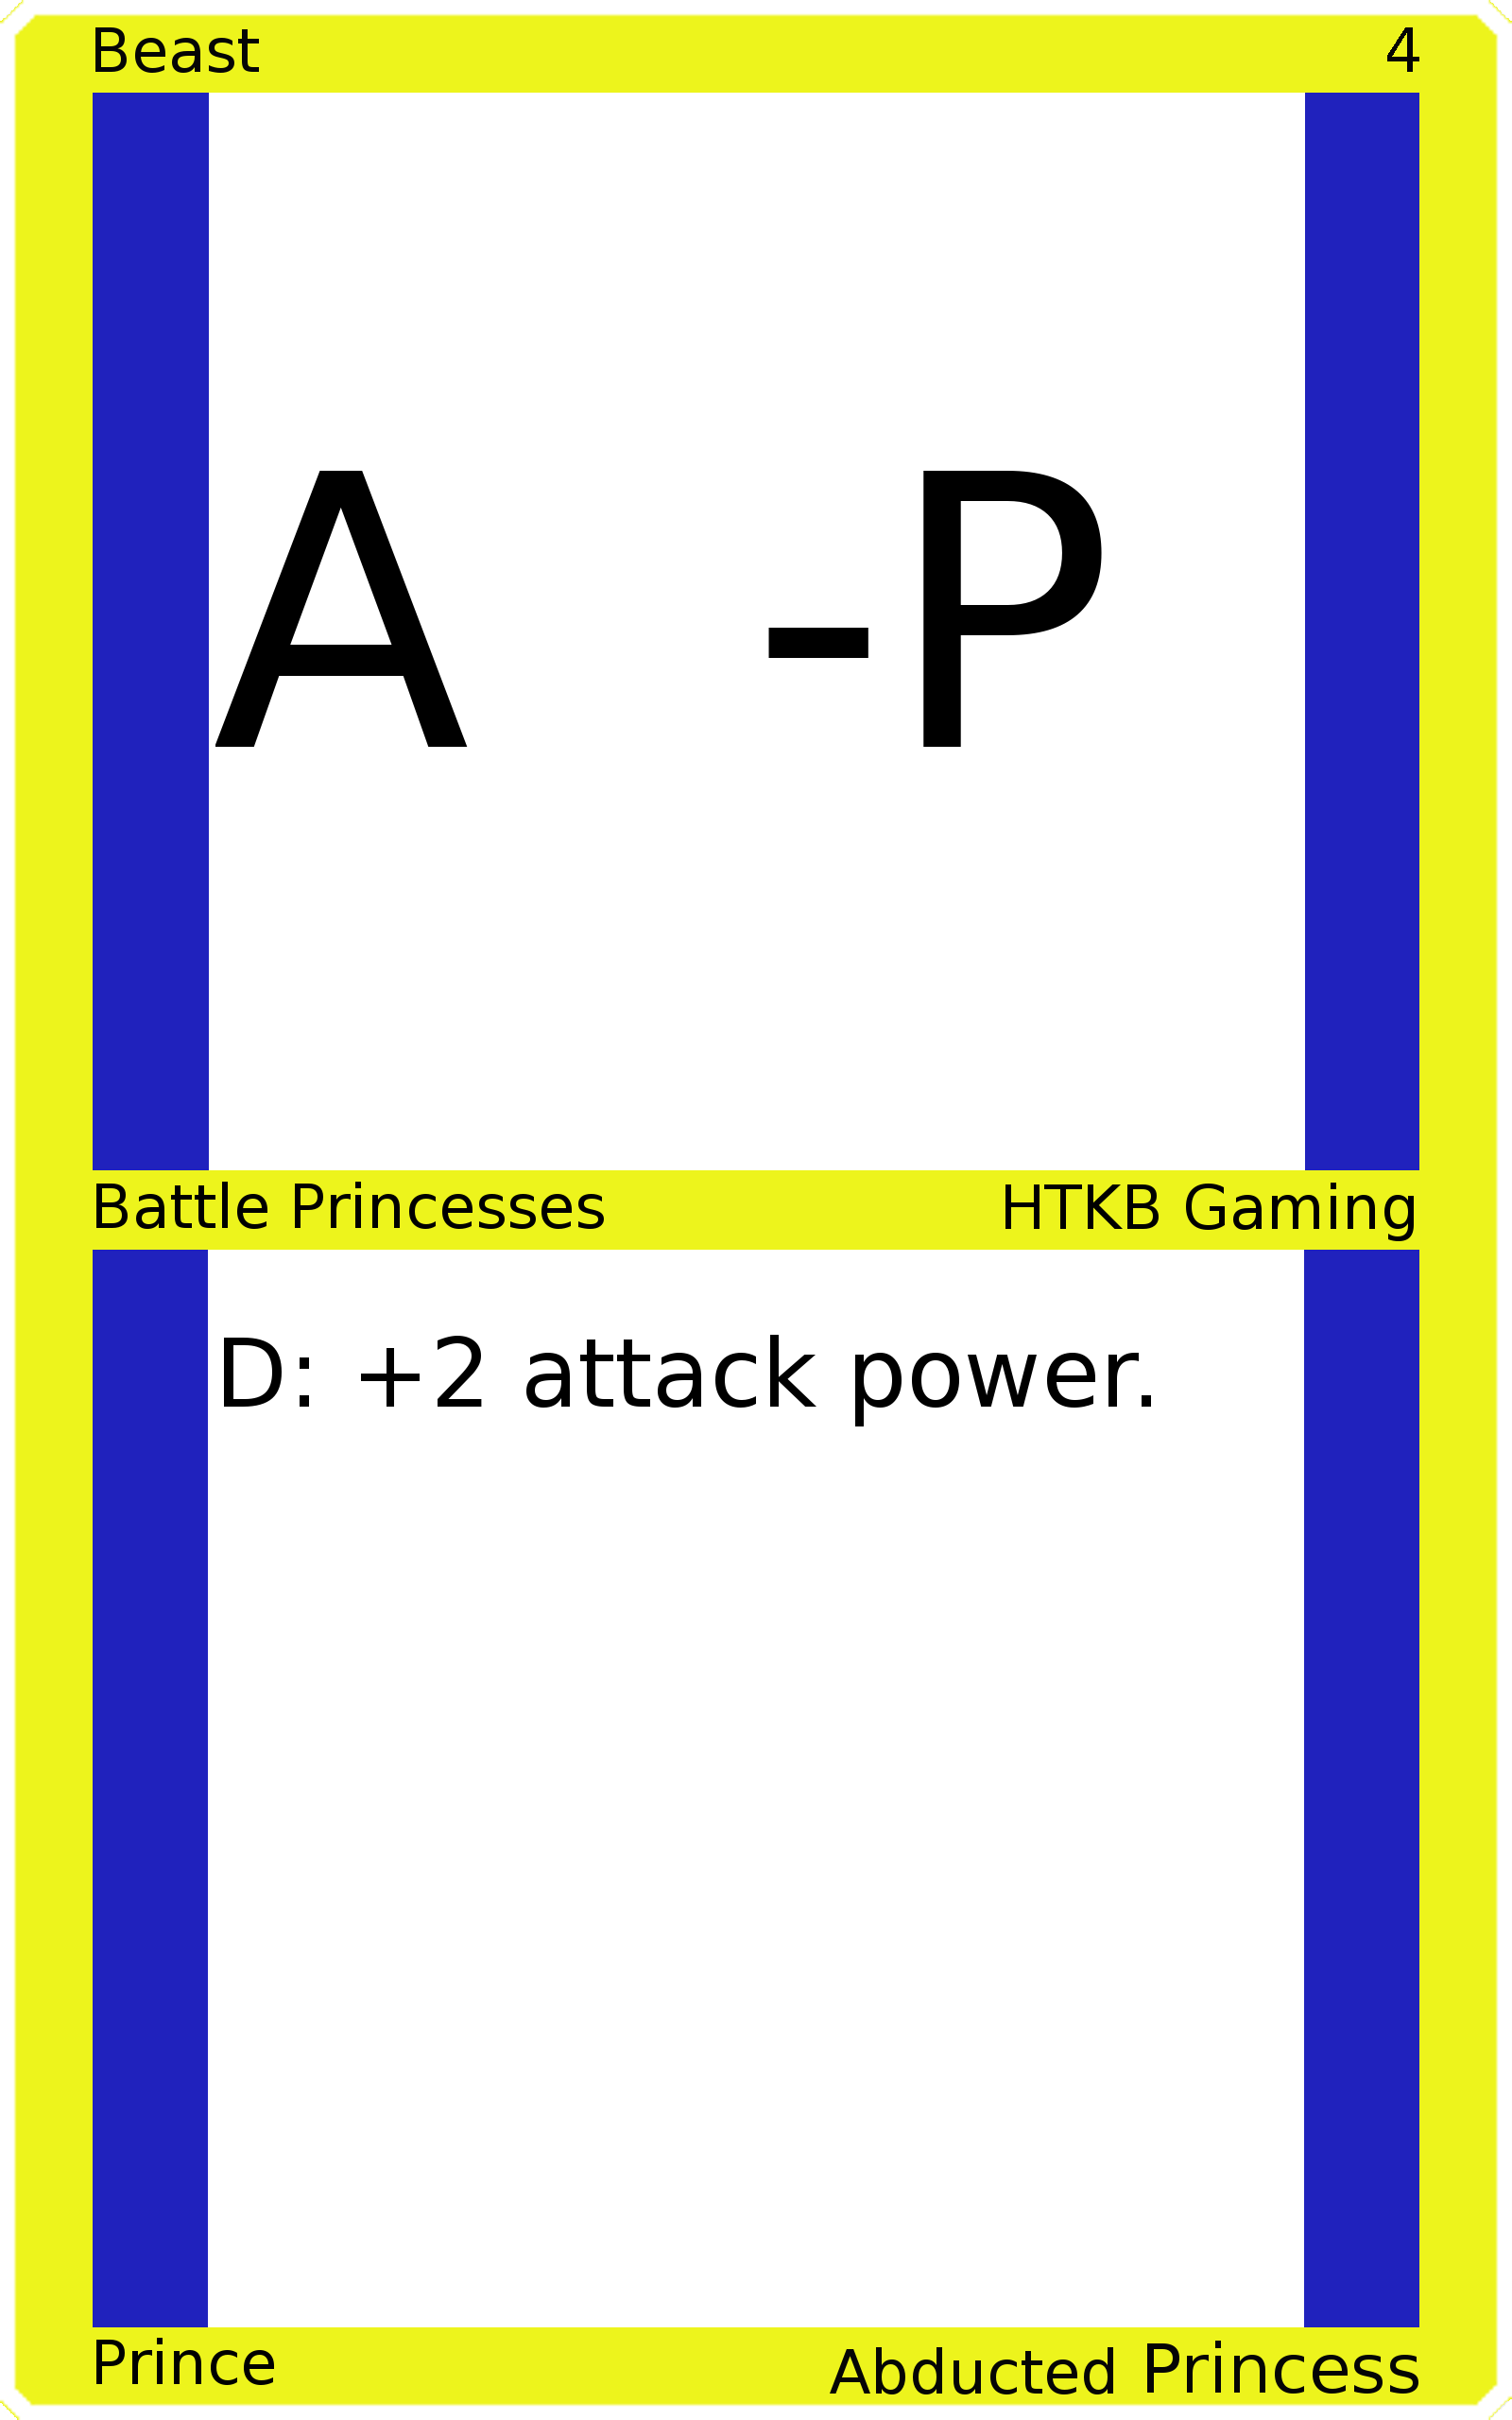 Beast 4
A -P
Battle Princesses HTKB Gaming
D: +2 attack power.
Prince Abducted Princess